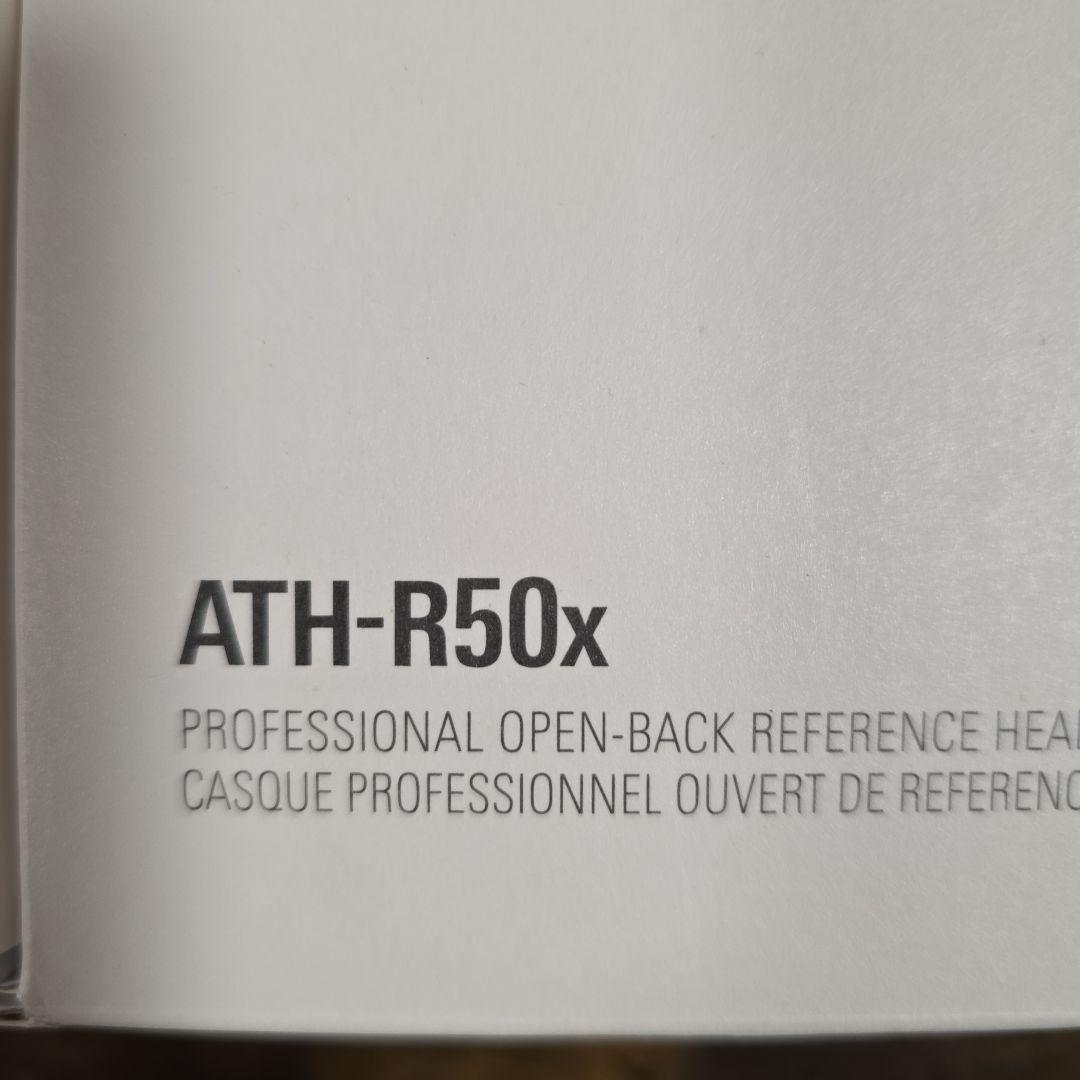 ATH-R50x
PROFESSIONAL OPEN-BACK REFERENCE
CASQUE PROFESSIONNEL OUVERT DE